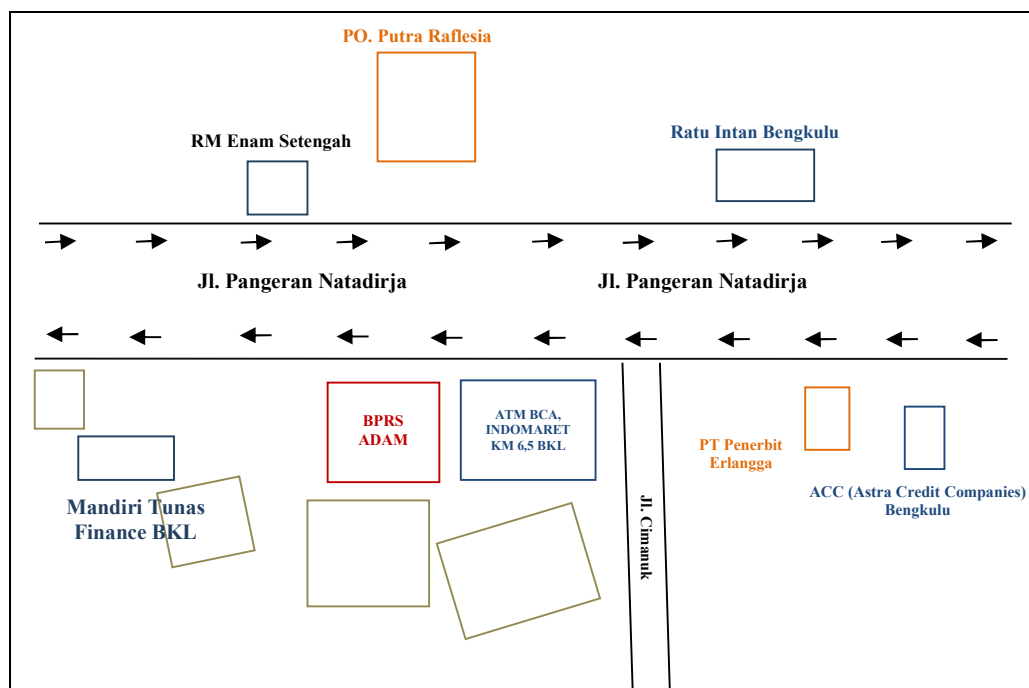 PO. Putra Raflesia
RM Enam Setengah
Ratu Intan Bengkulu
Jl. Pangeran Natadirja
Jl. Pangeran Natadirja
BPRS
ADAM
ATM BCA,
INDOMARET
KM 6,5 BKL
PT Penerbit
Erlangga
ACC (Astra Credit Companies)
Bengkulu
Mandiri Tunas
Finance BKL
Jl. Cimanuk